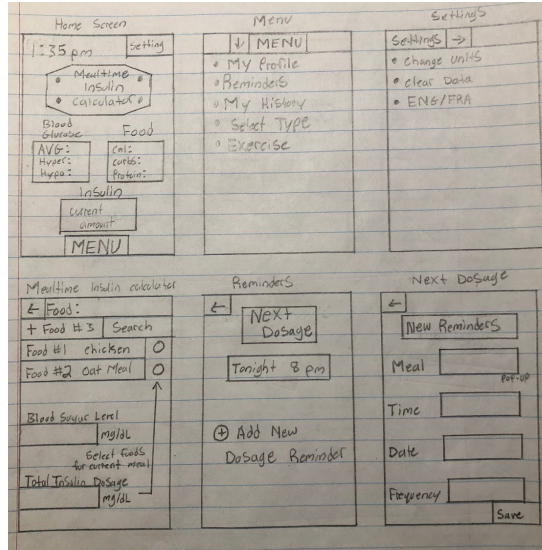 Home Screen
1:35 pm
Setting
Mealtime
Insulin
calculator
Blood
Glucose
Food
AVG:
Hyper:
Hypo:
cal:
carbs:
Protein:
Insulin
current
amount
MENU
Menu
↓ MENU
• My Profile
• Reminders
• My History
• Select Type
• Exercise
Settings
Settings →
• change units
• clear Data
• ENG/FRA
Mealtime Insulin calculator
← Food:
+ Food #3 Search
Food #1 chicken
Food #2 Oat Meal
Blood Sugar Level
mg/dL
Select foods
for current meal
Total Insulin Dosage
mg/dL
Reminders
←
Next
Dosage
Tonight 8 pm
+ Add New
Dosage Reminder
Next Dosage
←
New Reminders
Meal
POP-UP
Time
Date
Frequency
Save